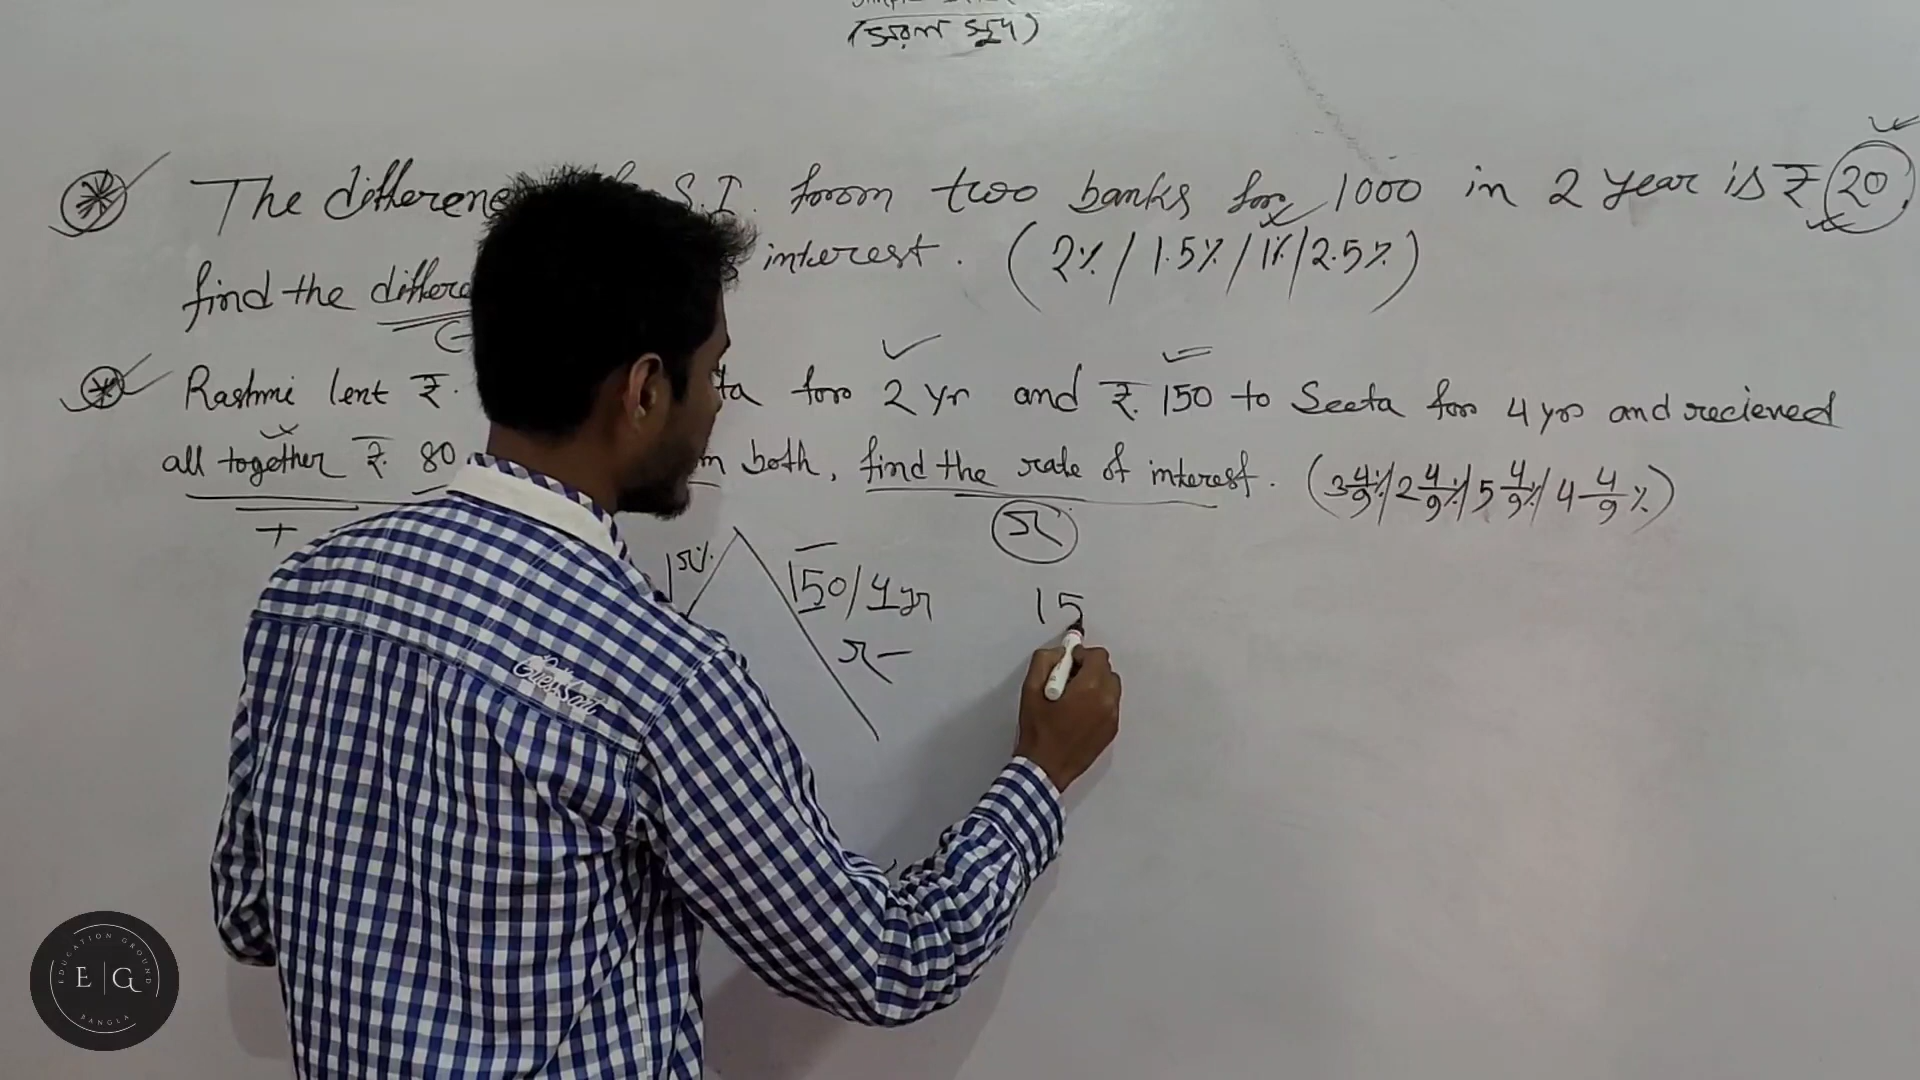 (সরল সুদ)
The differenc S.I. from two banks for 1000 in 2 year is ₹ 20.
find the differe interest. (2% / 1.5% / 1% / 2.5%)
Rashmi lent ₹. ta for 2 yr and ₹. 150 to Seeta for 4 yrs and recieved
all together ₹. 80 m both, find the rate of interest. (3 4/9% / 2 4/9% / 5 4/9% / 4 4/9%)
+ r
r% 150/4yr 15
r
EDUCATION GROUND
E | G
BANGLA